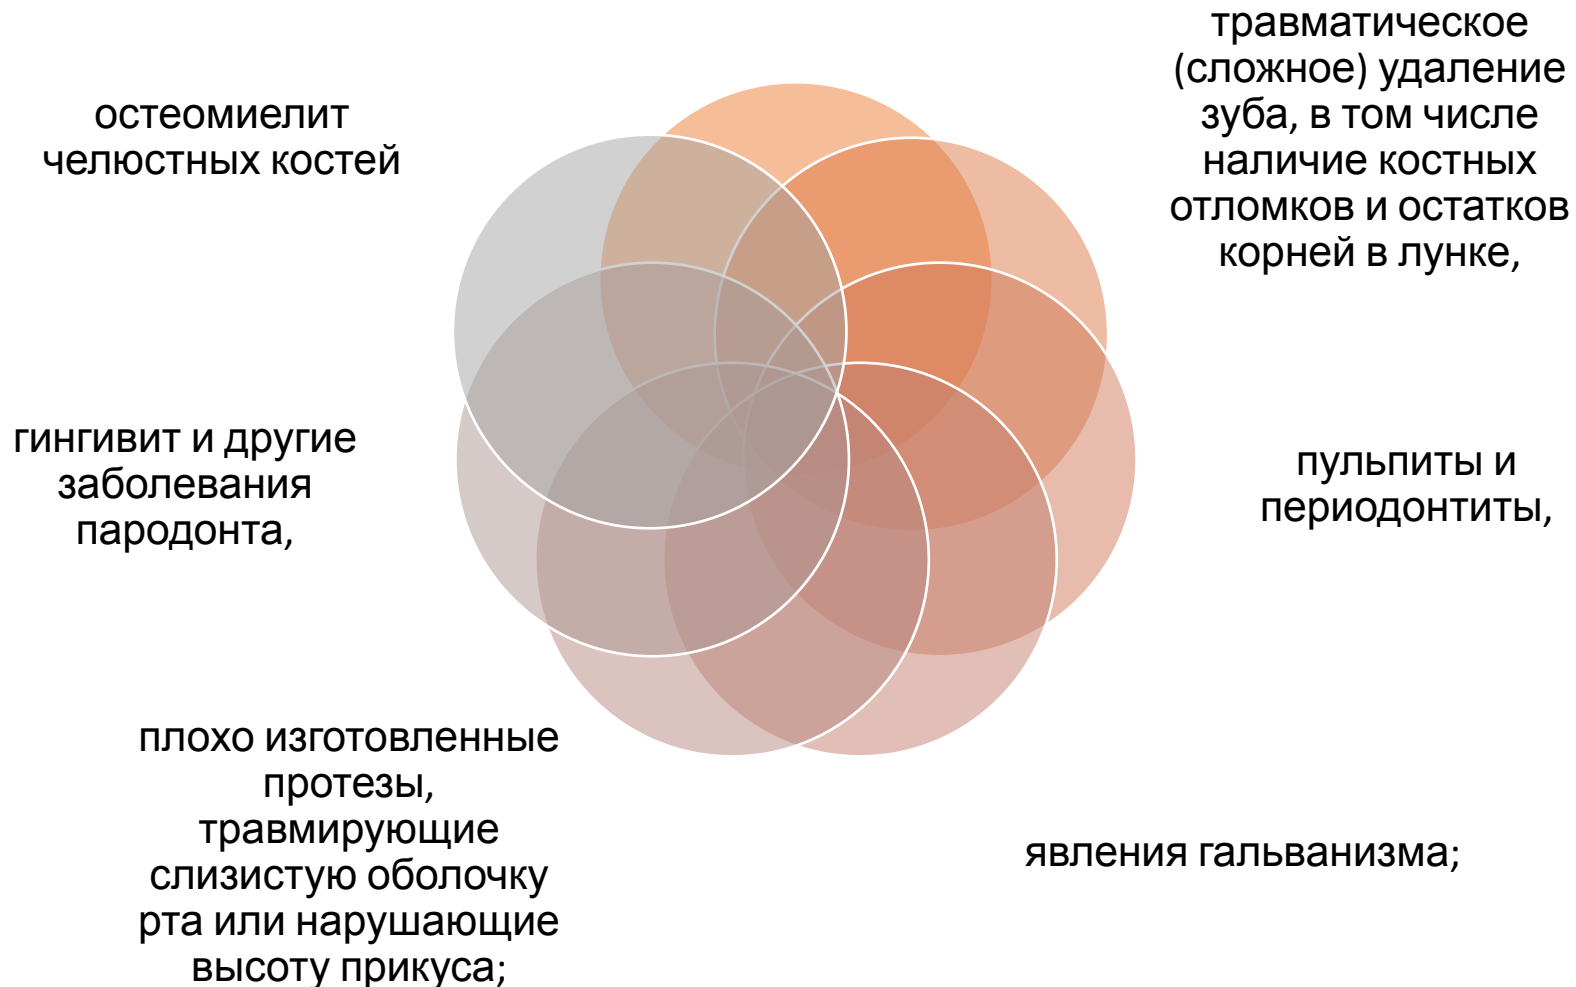 травматическое
(сложное) удаление
зуба, в том числе
наличие костных
отломков и остатков
корней в лунке,
пульпиты и
периодонтиты,
явления гальванизма;
плохо изготовленные
протезы,
травмирующие
слизистую оболочку
рта или нарушающие
высоту прикуса;
гингивит и другие
заболевания
пародонта,
остеомиелит
челюстных костей